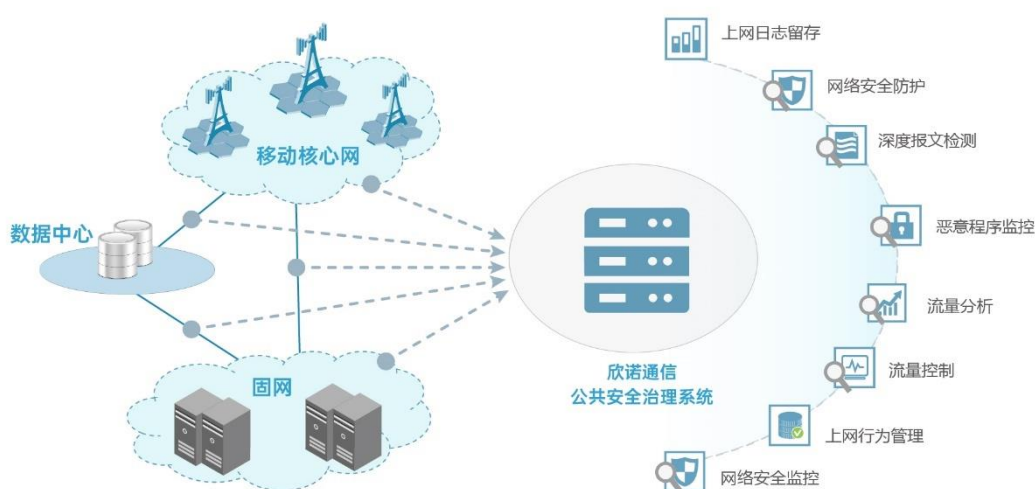 移动核心网
数据中心
固网
欣诺通信
公共安全治理系统
上网日志留存
网络安全防护
深度报文检测
恶意程序监控
流量分析
流量控制
上网行为管理
网络安全监控